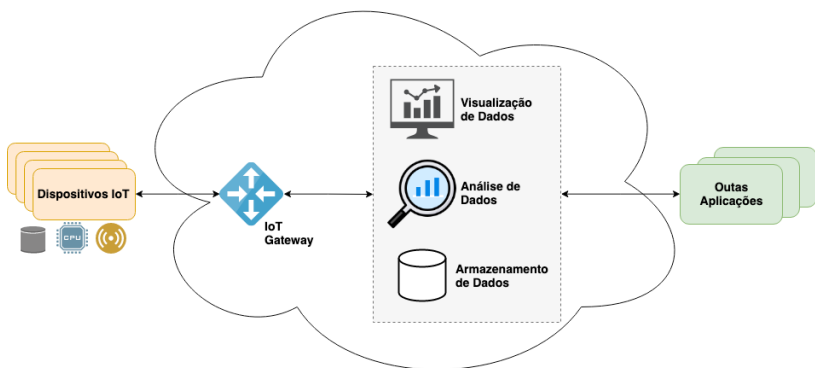 Dispositivos IoT
CPU
IoT
Gateway
Visualização
de Dados
Análise de
Dados
Armazenamento
de Dados
Outas
Aplicações